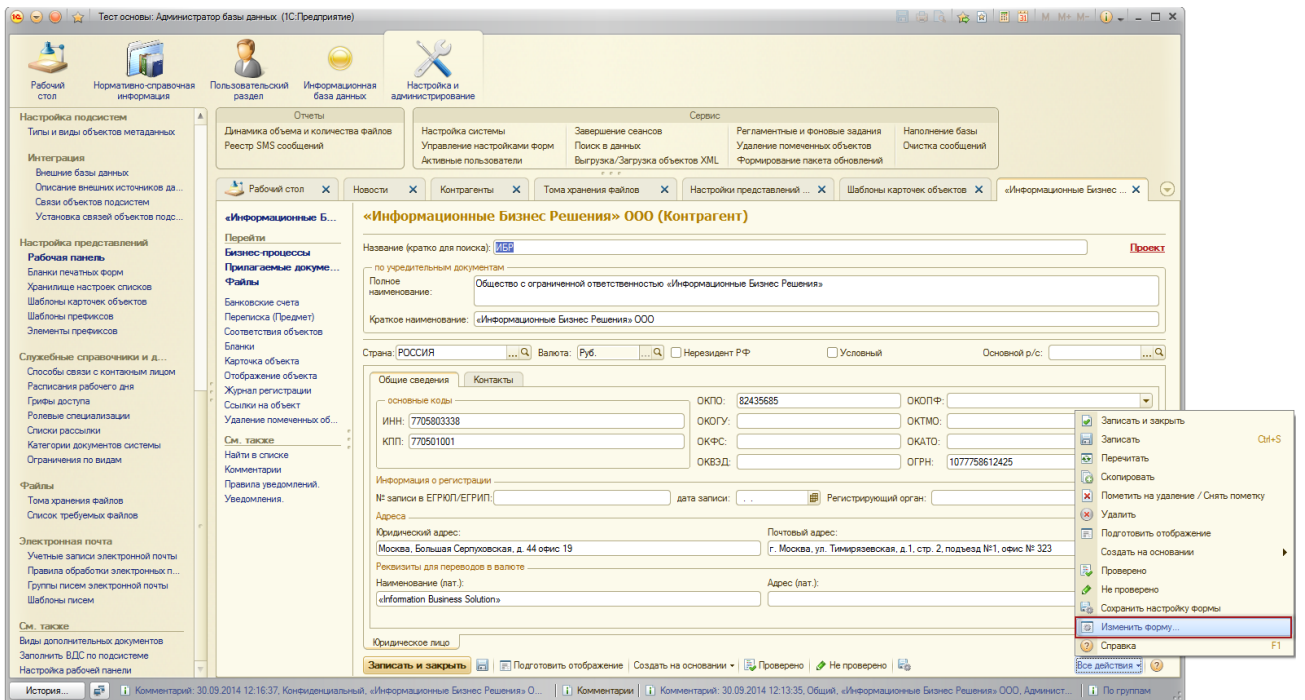 Тест основы: Администратор базы данных (1С:Предприятие)
M M+ M-
Рабочий стол
Нормативно-справочная информация
Пользовательский раздел
Информационная база данных
Настройка и администрирование
Настройка подсистем
Типы и виды объектов метаданных
Интеграция
Внешние базы данных
Описание внешних источников да...
Связи объектов подсистем
Установка связей объектов подс...
Настройка представлений
Рабочая панель
Бланки печатных форм
Хранилище настроек списков
Шаблоны карточек объектов
Шаблоны префиксов
Элементы префиксов
Служебные справочники и д...
Способы связи с контакным лицом
Расписания рабочего дня
Грифы доступа
Ролевые специализации
Списки рассылки
Категории документов системы
Ограничения по видам
Файлы
Тома хранения файлов
Список требуемых файлов
Электронная почта
Учетные записи электронной почты
Правила обработки электронных п...
Группы писем электронной почты
Шаблоны писем
См. также
Виды дополнительных документов
Заполнить ВДС по подсистеме
Настройка рабочей панели
Отчеты
Динамика объема и количества файлов
Реестр SMS сообщений
Сервис
Настройка системы
Управление настройками форм
Активные пользователи
Завершение сеансов
Поиск в данных
Выгрузка/Загрузка объектов XML
Регламентные и фоновые задания
Удаление помеченных объектов
Формирование пакета обновлений
Наполнение базы
Очистка сообщений
Рабочий стол
Новости
Контрагенты
Тома хранения файлов
Настройки представлений ...
Шаблоны карточек объектов
«Информационные Бизнес ...
«Информационные Б...
Перейти
Бизнес-процессы
Прилагаемые докуме...
Файлы
Банковские счета
Переписка (Предмет)
Соответствия объектов
Бланки
Карточка объекта
Отображение объекта
Журнал регистрации
Ссылки на объект
Удаление помеченных об...
См. также
Найти в списке
Комментарии
Правила уведомлений.
Уведомления.
«Информационные Бизнес Решения» ООО (Контрагент)
Название (кратко для поиска): ИБР
Проект
по учредительным документам
Полное наименование: Общество с ограниченной ответственностью «Информационные Бизнес Решения»
Краткое наименование: «Информационные Бизнес Решения» ООО
Страна: РОССИЯ ... Валюта: Руб. ... Нерезидент РФ Условный Основной р/с: ...
Общие сведения
Контакты
основные коды
ИНН: 7705803338
КПП: 770501001
ОКПО: 82435685
ОКОГУ:
ОКФС:
ОКВЭД:
ОКОПФ:
ОКТМО:
ОКАТО:
ОГРН: 1077758612425
Информация о регистрации
№ записи в ЕГРЮЛ/ЕГРИП: дата записи: . . Регистрирующий орган:
Адреса
Юридический адрес:
Москва, Большая Серпуховская, д. 44 офис 19
Почтовый адрес:
г. Москва, ул. Тимирязевская, д.1, стр. 2, подъезд №1, офис № 323
Реквизиты для переводов в валюте
Наименование (лат.):
«Information Business Solution»
Адрес (лат.):
Юридическое лицо
Записать и закрыть
Подготовить отображение
Создать на основании
Проверено
Не проверено
Все действия
Записать и закрыть
Записать Ctrl+S
Перечитать
Скопировать
Пометить на удаление / Снять пометку
Удалить
Подготовить отображение
Создать на основании
Проверено
Не проверено
Сохранить настройку формы
Изменить форму...
Справка F1
История...
Комментарий: 30.09.2014 12:16:37, Конфиденциальный, «Информационные Бизнес Решения» О...
Комментарии
Комментарий: 30.09.2014 12:13:35, Общий, «Информационные Бизнес Решения» ООО, Админист...
По группам